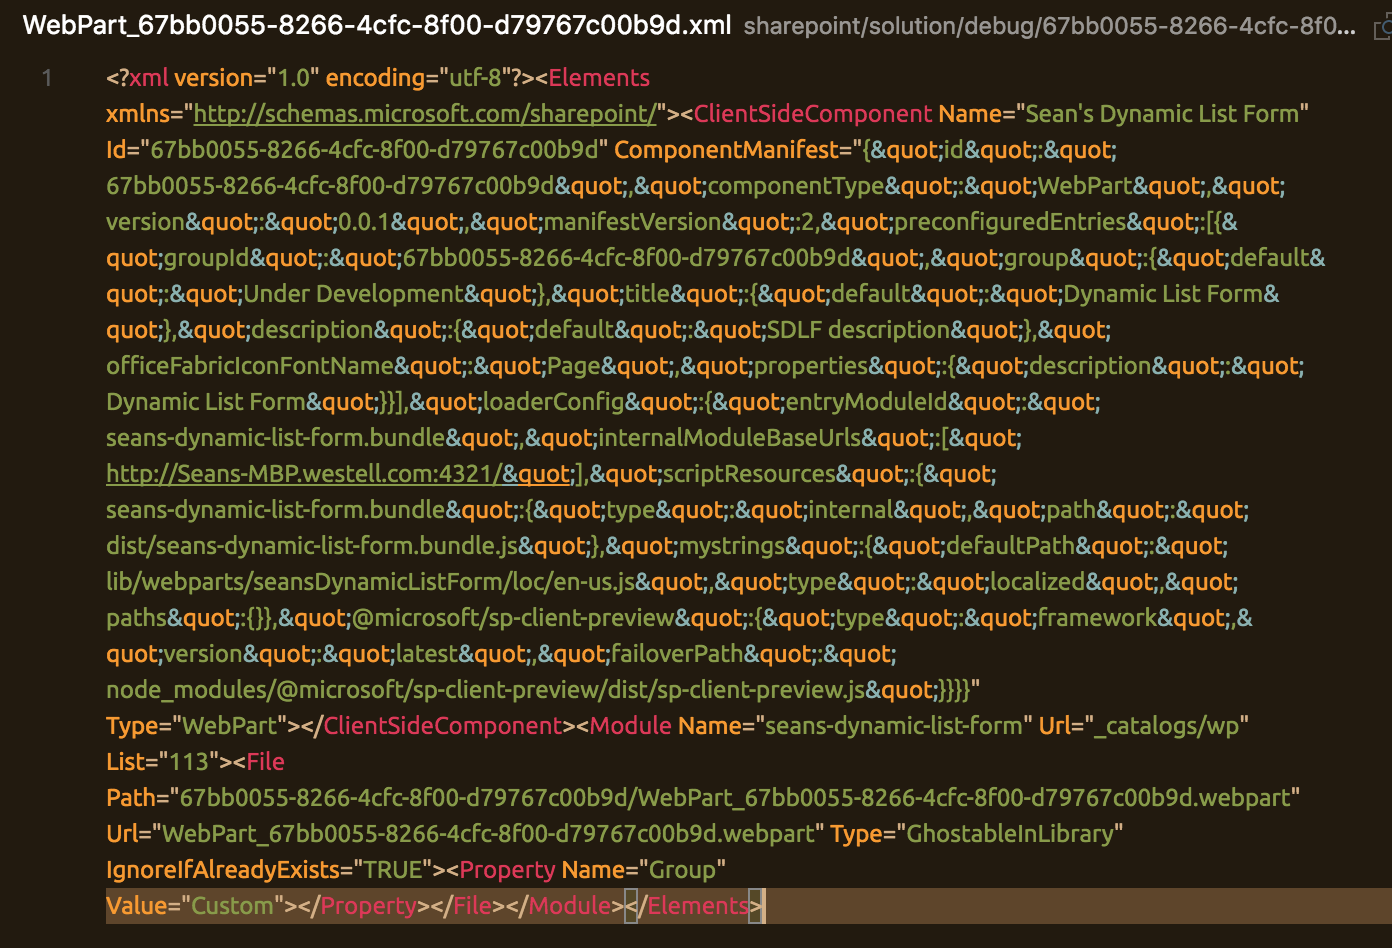 WebPart_67bb0055-8266-4cfc-8f00-d79767c00b9d.xml sharepoint/solution/debug/67bb0055-8266-4cfc-8f0...
1 <?xml version="1.0" encoding="utf-8"?><Elements
xmlns="http://schemas.microsoft.com/sharepoint/"><ClientSideComponent Name="Sean's Dynamic List Form"
Id="67bb0055-8266-4cfc-8f00-d79767c00b9d" ComponentManifest="{&quot;id&quot;:&quot;
67bb0055-8266-4cfc-8f00-d79767c00b9d&quot;,&quot;componentType&quot;:&quot;WebPart&quot;,&quot;
version&quot;:&quot;0.0.1&quot;,&quot;manifestVersion&quot;:2,&quot;preconfiguredEntries&quot;:[{&
quot;groupId&quot;:&quot;67bb0055-8266-4cfc-8f00-d79767c00b9d&quot;,&quot;group&quot;:{&quot;default&
quot;:&quot;Under Development&quot;},&quot;title&quot;:{&quot;default&quot;:&quot;Dynamic List Form&
quot;},&quot;description&quot;:{&quot;default&quot;:&quot;SDLF description&quot;},&quot;
officeFabricIconFontName&quot;:&quot;Page&quot;,&quot;properties&quot;:{&quot;description&quot;:&quot;
Dynamic List Form&quot;}}],&quot;loaderConfig&quot;:{&quot;entryModuleId&quot;:&quot;
seans-dynamic-list-form.bundle&quot;,&quot;internalModuleBaseUrls&quot;:[&quot;
http://Seans-MBP.westell.com:4321/&quot;],&quot;scriptResources&quot;:{&quot;
seans-dynamic-list-form.bundle&quot;:{&quot;type&quot;:&quot;internal&quot;,&quot;path&quot;:&quot;
dist/seans-dynamic-list-form.bundle.js&quot;},&quot;mystrings&quot;:{&quot;defaultPath&quot;:&quot;
lib/webparts/seansDynamicListForm/loc/en-us.js&quot;,&quot;type&quot;:&quot;localized&quot;,&quot;
paths&quot;:{}},&quot;@microsoft/sp-client-preview&quot;:{&quot;type&quot;:&quot;framework&quot;,&
quot;version&quot;:&quot;latest&quot;,&quot;failoverPath&quot;:&quot;
node_modules/@microsoft/sp-client-preview/dist/sp-client-preview.js&quot;}}}}"
Type="WebPart"></ClientSideComponent><Module Name="seans-dynamic-list-form" Url="_catalogs/wp"
List="113"><File
Path="67bb0055-8266-4cfc-8f00-d79767c00b9d/WebPart_67bb0055-8266-4cfc-8f00-d79767c00b9d.webpart"
Url="WebPart_67bb0055-8266-4cfc-8f00-d79767c00b9d.webpart" Type="GhostableInLibrary"
IgnoreIfAlreadyExists="TRUE"><Property Name="Group"
Value="Custom"></Property></File></Module></Elements>